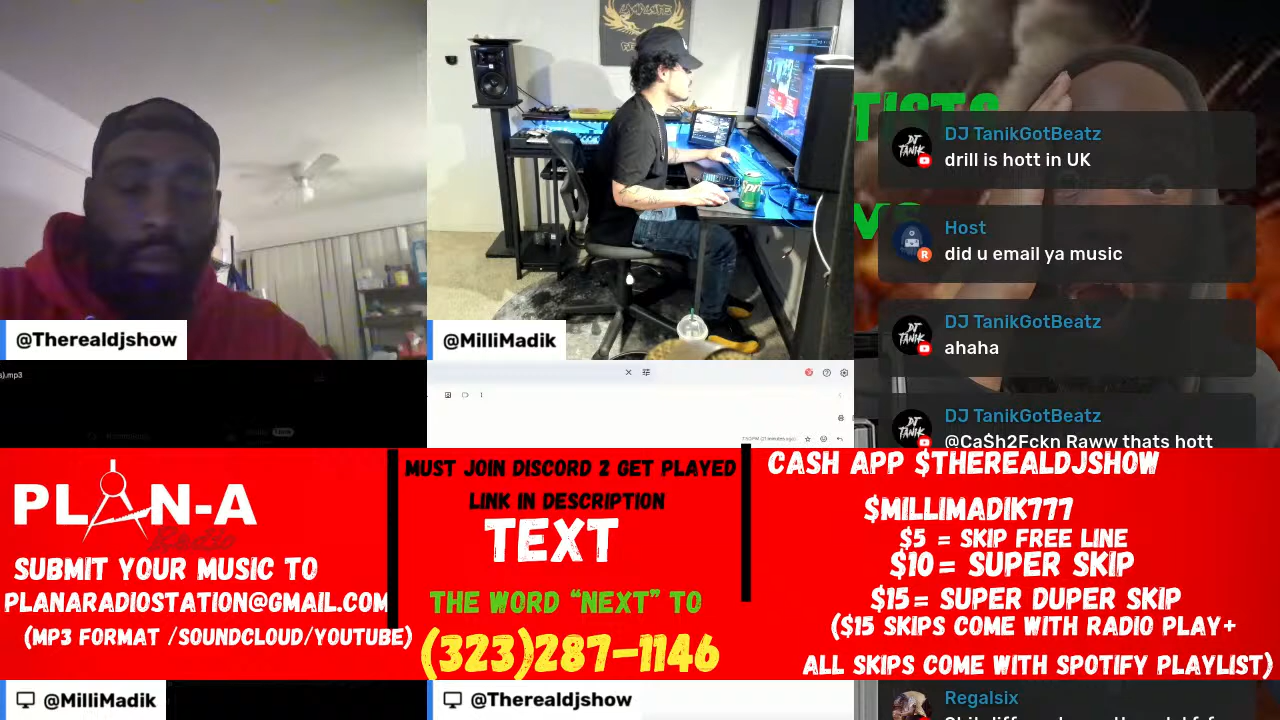 @Therealdjshow
@MilliMadik
TISTS
DJ TanikGotBeatz
drill is hott in UK
Host
did u email ya music
DJ TanikGotBeatz
ahaha
DJ TanikGotBeatz
@Ca$h2Fckn Raww thats hott
.mp3
PLAN-A
Radio
SUBMIT YOUR MUSIC TO
PLANARADIOSTATION@GMAIL.COM
(MP3 FORMAT /SOUNDCLOUD/YOUTUBE)
MUST JOIN DISCORD 2 GET PLAYED
LINK IN DESCRIPTION
TEXT
THE WORD “NEXT” TO
(323)287-1146
CASH APP $THEREALDJSHOW
$MILLIMADIK777
$5 = SKIP FREE LINE
$10 = SUPER SKIP
$15= SUPER DUPER SKIP
($15 SKIPS COME WITH RADIO PLAY+
ALL SKIPS COME WITH SPOTIFY PLAYLIST)
@MilliMadik
@Therealdjshow
Regalsix